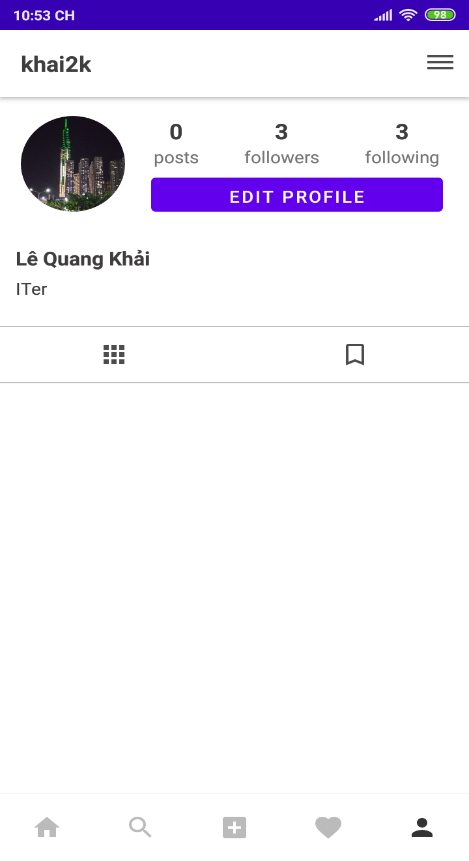 10:53 CH
98
khai2k
0 3 3
posts followers following
EDIT PROFILE
Lê Quang Khải
ITer